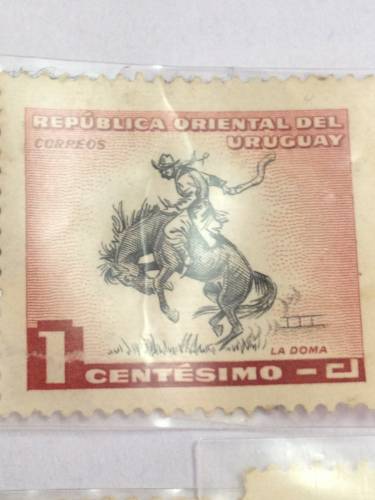 REPÚBLICA ORIENTAL DEL
CORREOS URUGUAY
LA DOMA
1 CENTÉSIMO